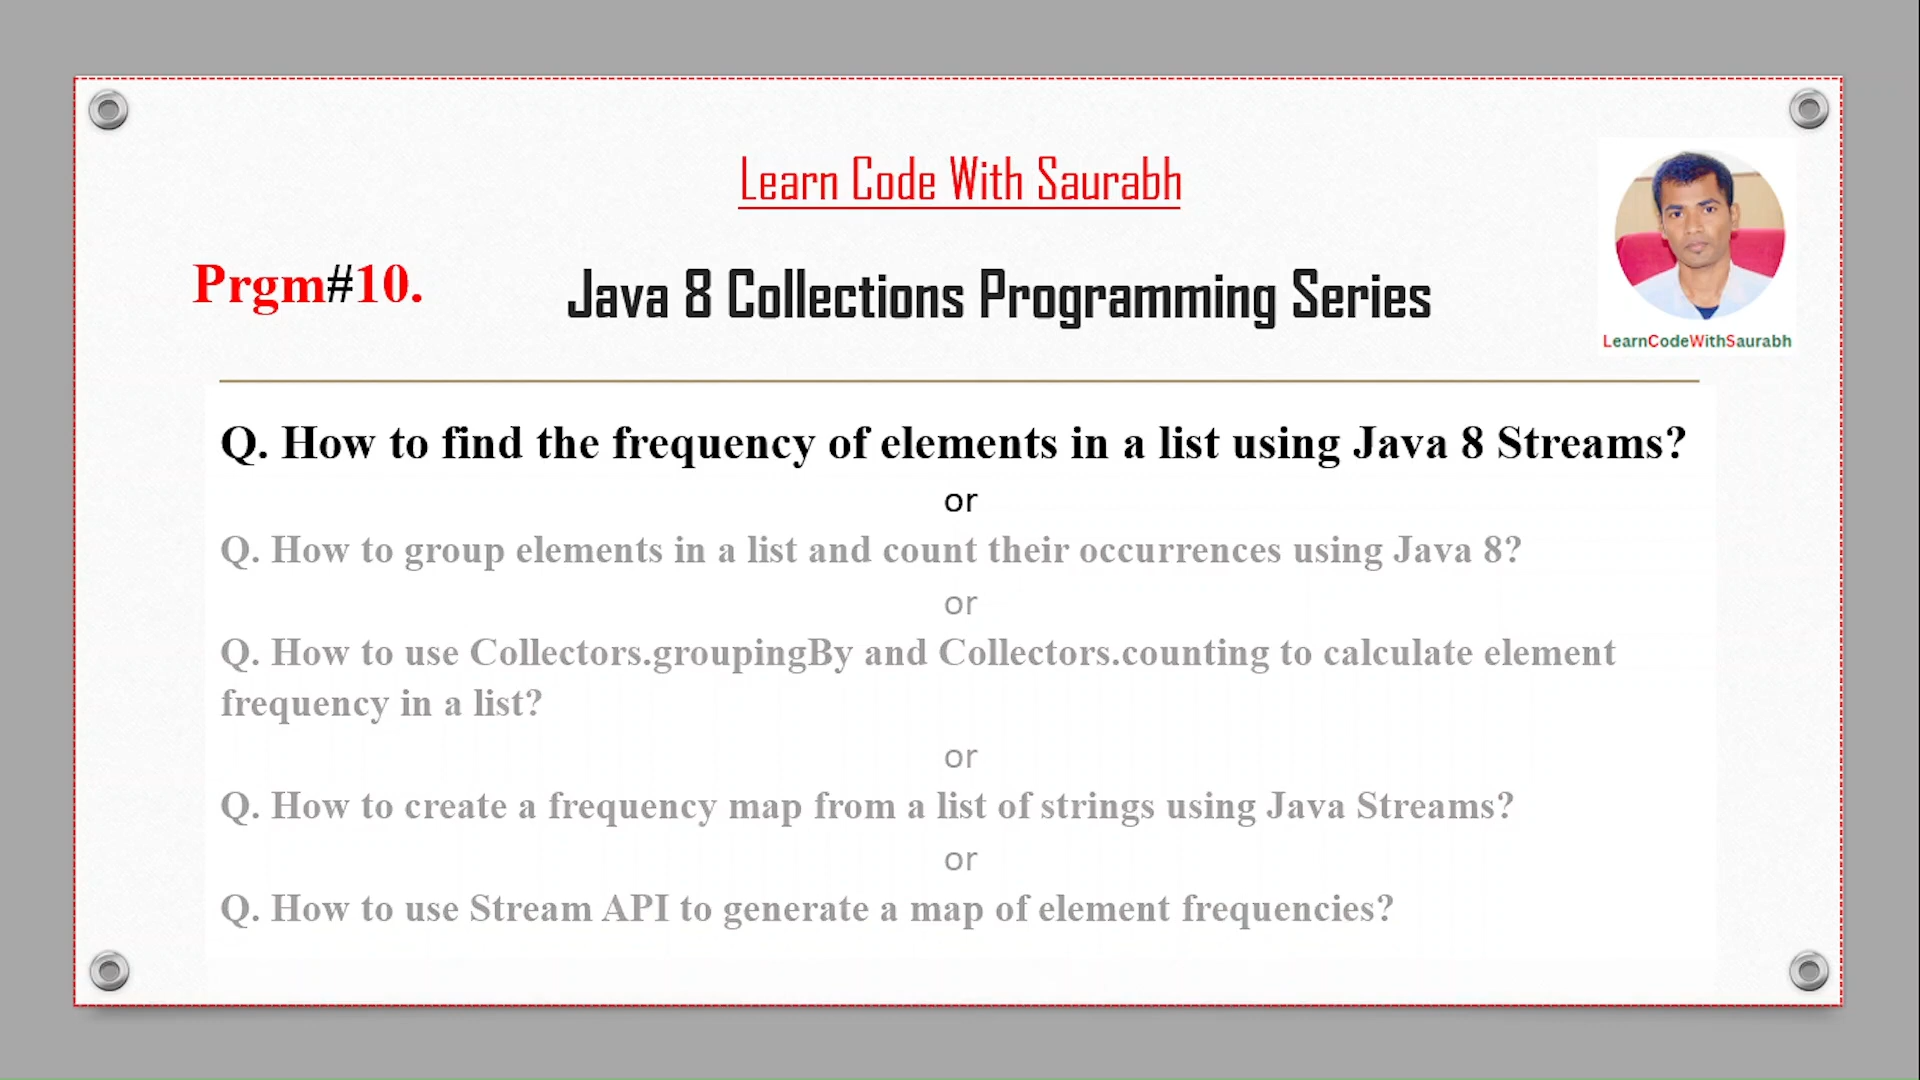 Learn Code With Saurabh
Prgm#10.
Java 8 Collections Programming Series
LearnCodeWithSaurabh
Q. How to find the frequency of elements in a list using Java 8 Streams?
or
Q. How to group elements in a list and count their occurrences using Java 8?
or
Q. How to use Collectors.groupingBy and Collectors.counting to calculate element
frequency in a list?
or
Q. How to create a frequency map from a list of strings using Java Streams?
or
Q. How to use Stream API to generate a map of element frequencies?